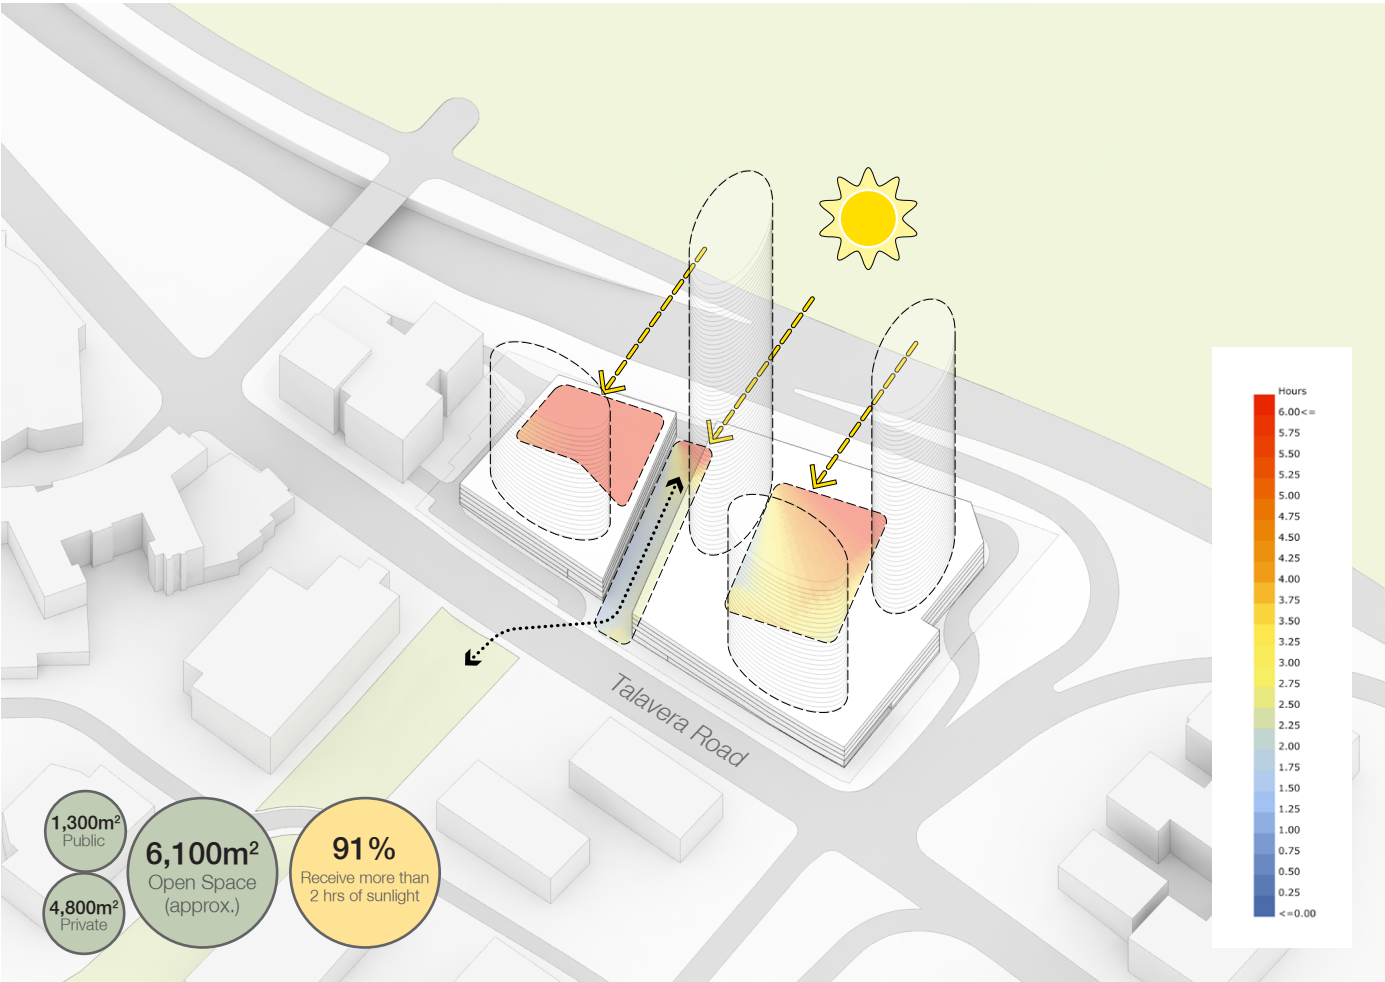 Hours
6.00<=
5.75
5.50
5.25
5.00
4.75
4.50
4.25
4.00
3.75
3.50
3.25
3.00
2.75
2.50
2.25
2.00
1.75
1.50
1.25
1.00
0.75
0.50
0.25
<=0.00
Talavera Road
1,300m²
Public
4,800m²
Private
6,100m²
Open Space
(approx.)
91%
Receive more than
2 hrs of sunlight